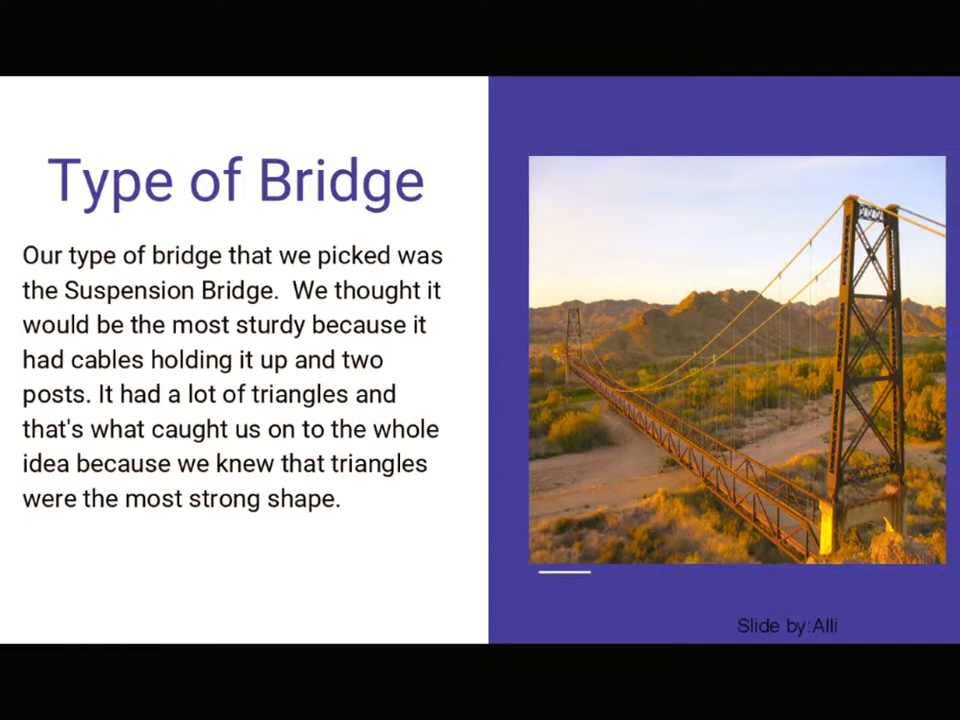 Type of Bridge
Our type of bridge that we picked was
the Suspension Bridge.  We thought it
would be the most sturdy because it
had cables holding it up and two
posts. It had a lot of triangles and
that's what caught us on to the whole
idea because we knew that triangles
were the most strong shape.
Slide by:Alli